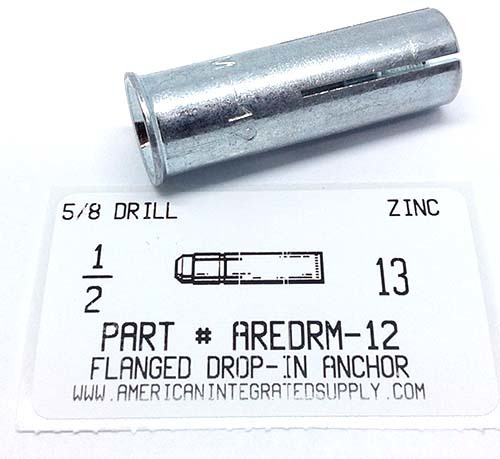 5/8 DRILL ZINC
1/2 13
PART # AREDRM-12
FLANGED DROP-IN ANCHOR
WWW.AMERICANINTEGRATEDSUPPLY.COM